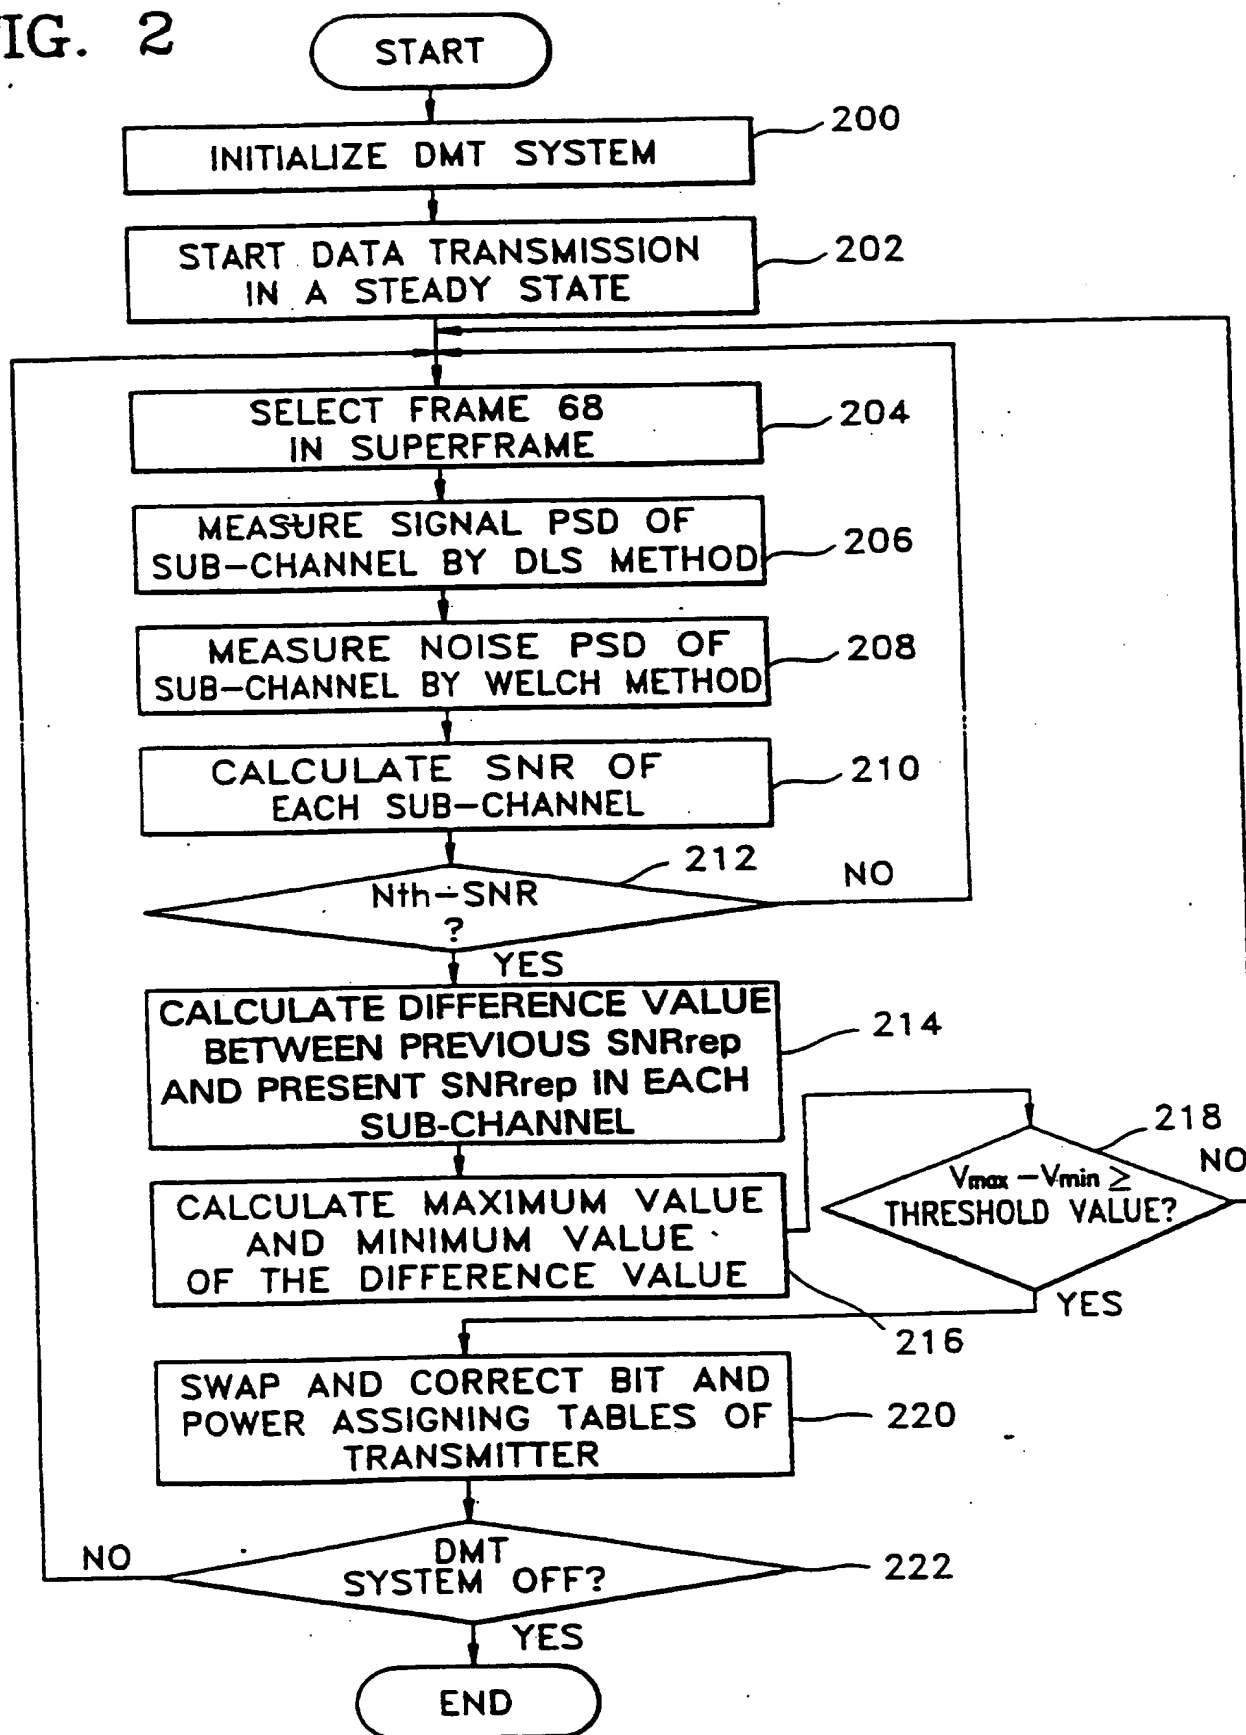 IG. 2
START
200
INITIALIZE DMT SYSTEM
START DATA TRANSMISSION
IN A STEADY STATE
202
SELECT FRAME 68
IN SUPERFRAME
204
MEASURE SIGNAL PSD OF
SUB-CHANNEL BY DLS METHOD
206
MEASURE NOISE PSD OF
SUB-CHANNEL BY WELCH METHOD
208
CALCULATE SNR OF
EACH SUB-CHANNEL
210
212
Nth-SNR
?
NO
YES
CALCULATE DIFFERENCE VALUE
BETWEEN PREVIOUS SNRrep
AND PRESENT SNRrep IN EACH
SUB-CHANNEL
214
CALCULATE MAXIMUM VALUE
AND MINIMUM VALUE
OF THE DIFFERENCE VALUE
216
218
Vmax -Vmin ≥
THRESHOLD VALUE?
NO
YES
SWAP AND CORRECT BIT AND
POWER ASSIGNING TABLES OF
TRANSMITTER
220
DMT
SYSTEM OFF?
222
NO
YES
END